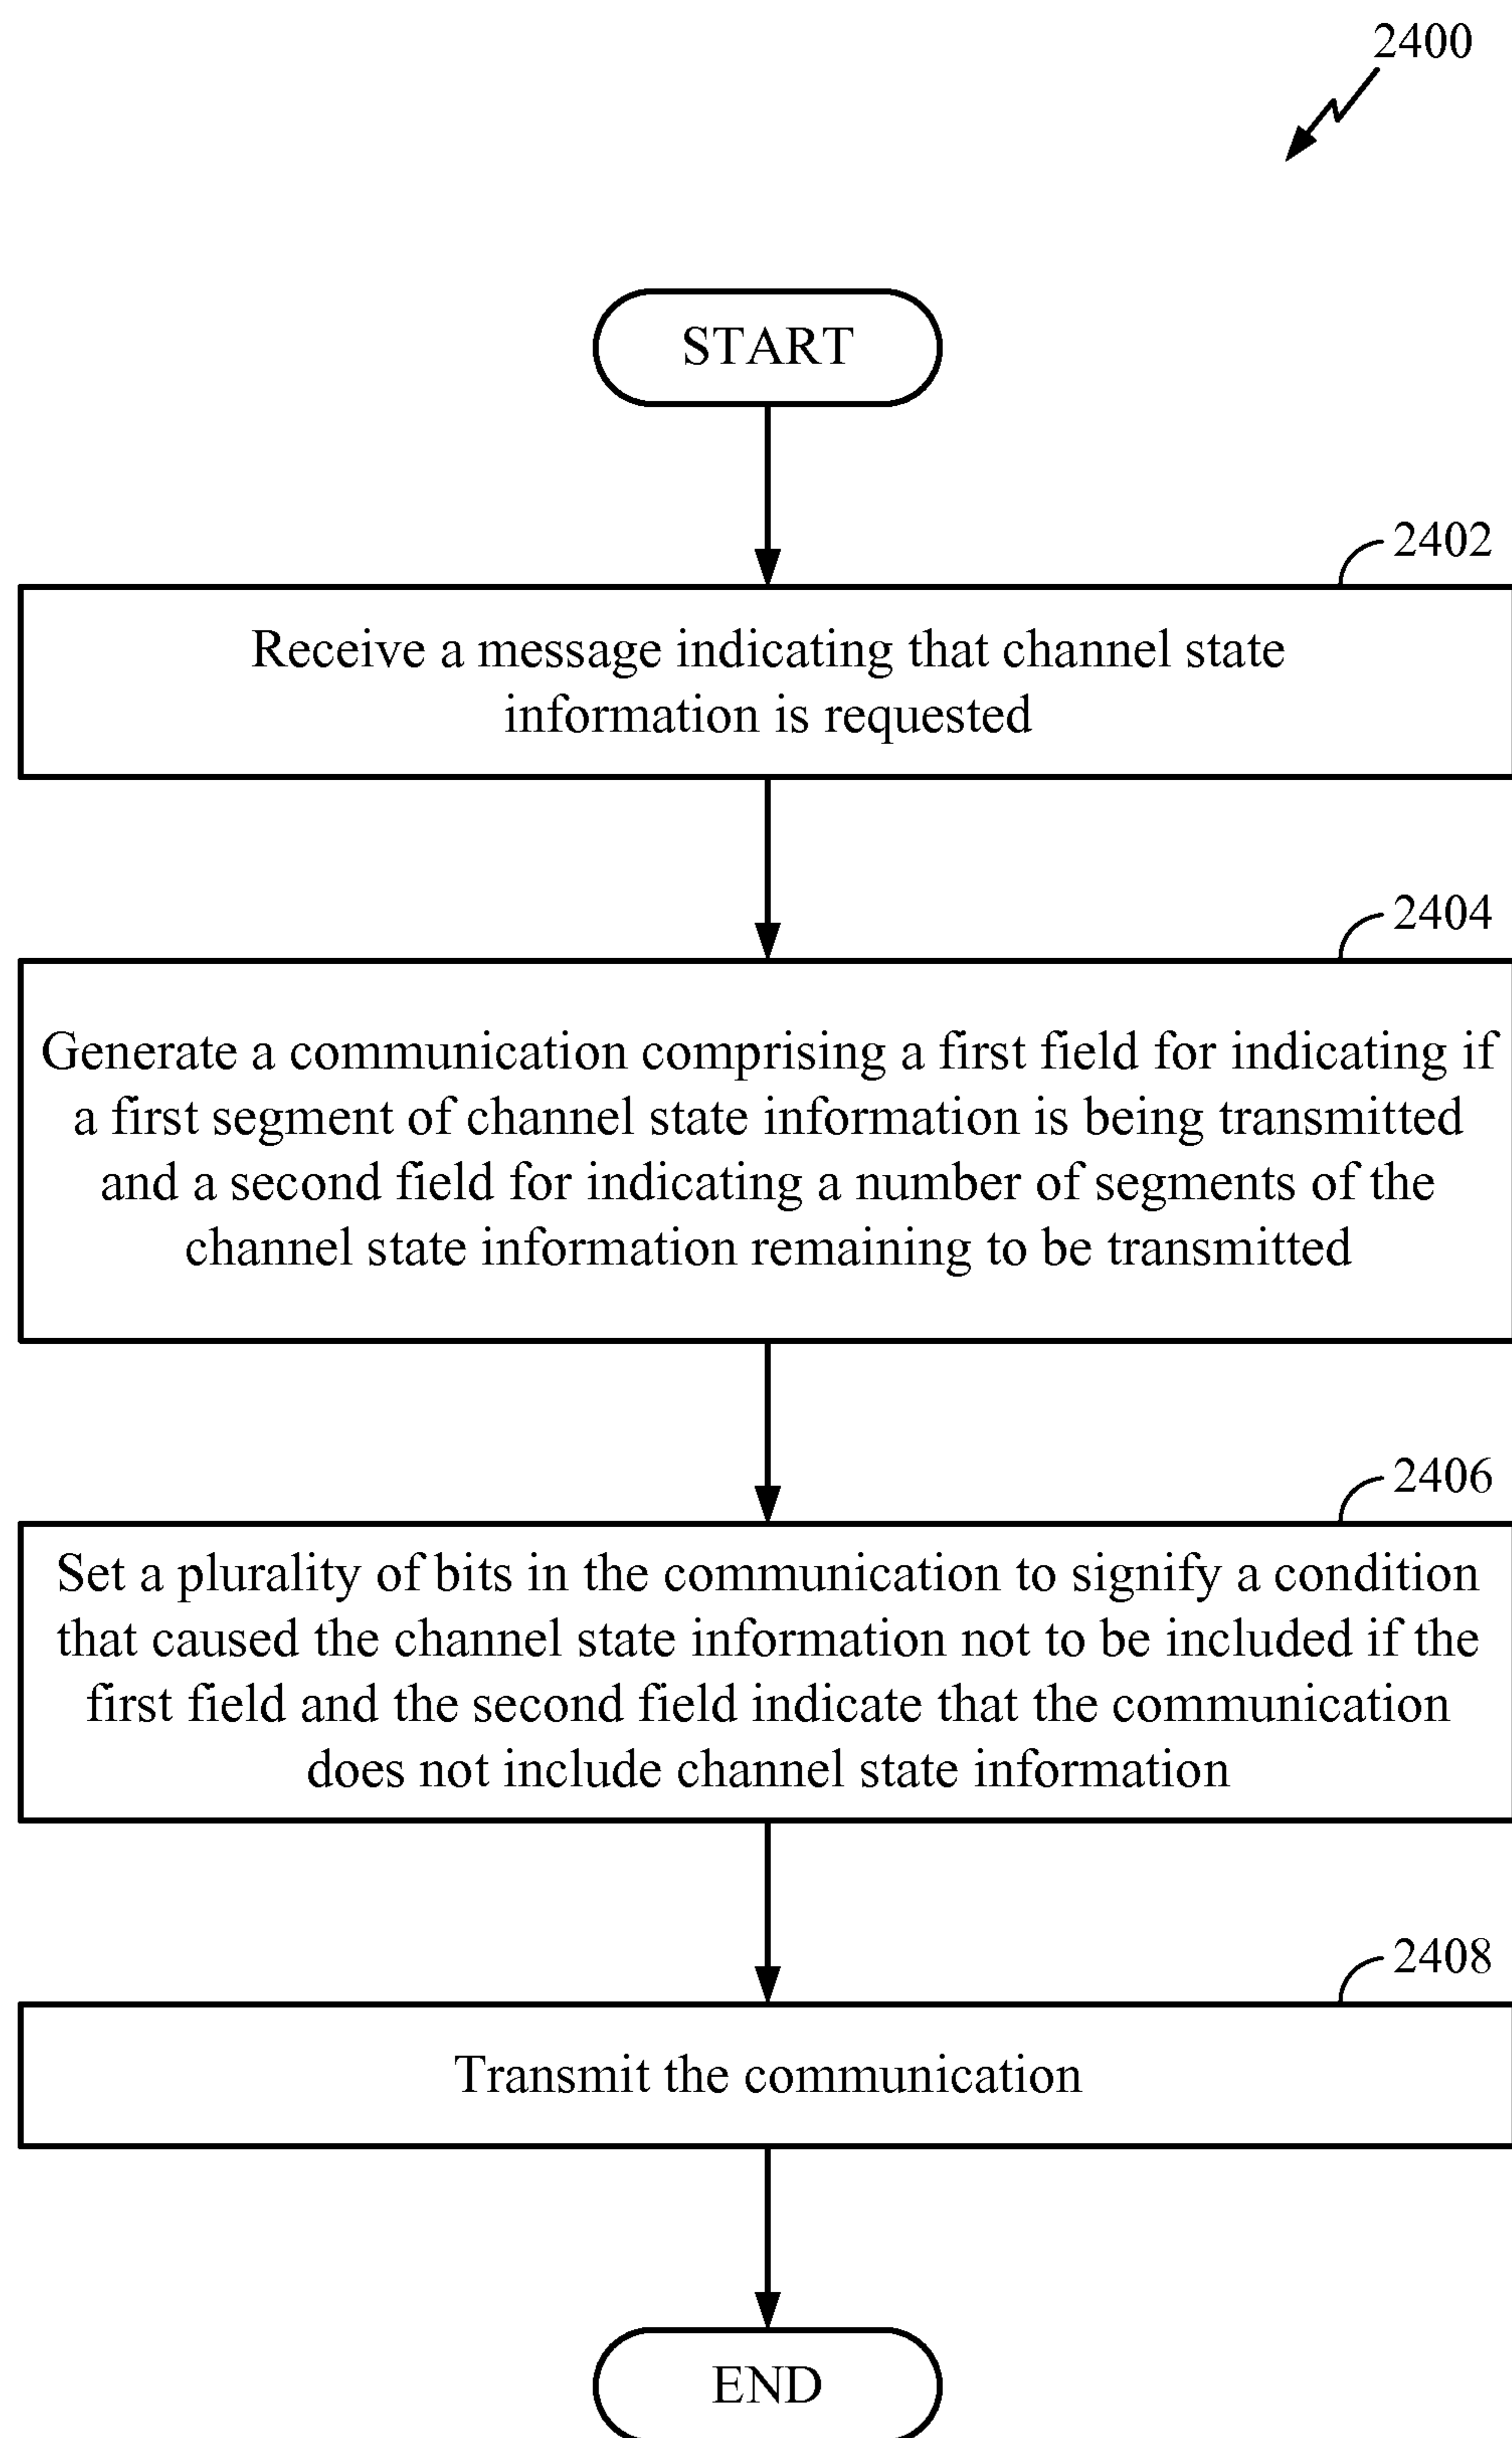 2400
START
2402
Receive a message indicating that channel state
information is requested
2404
Generate a communication comprising a first field for indicating if
a first segment of channel state information is being transmitted
and a second field for indicating a number of segments of the
channel state information remaining to be transmitted
2406
Set a plurality of bits in the communication to signify a condition
that caused the channel state information not to be included if the
first field and the second field indicate that the communication
does not include channel state information
2408
Transmit the communication
END